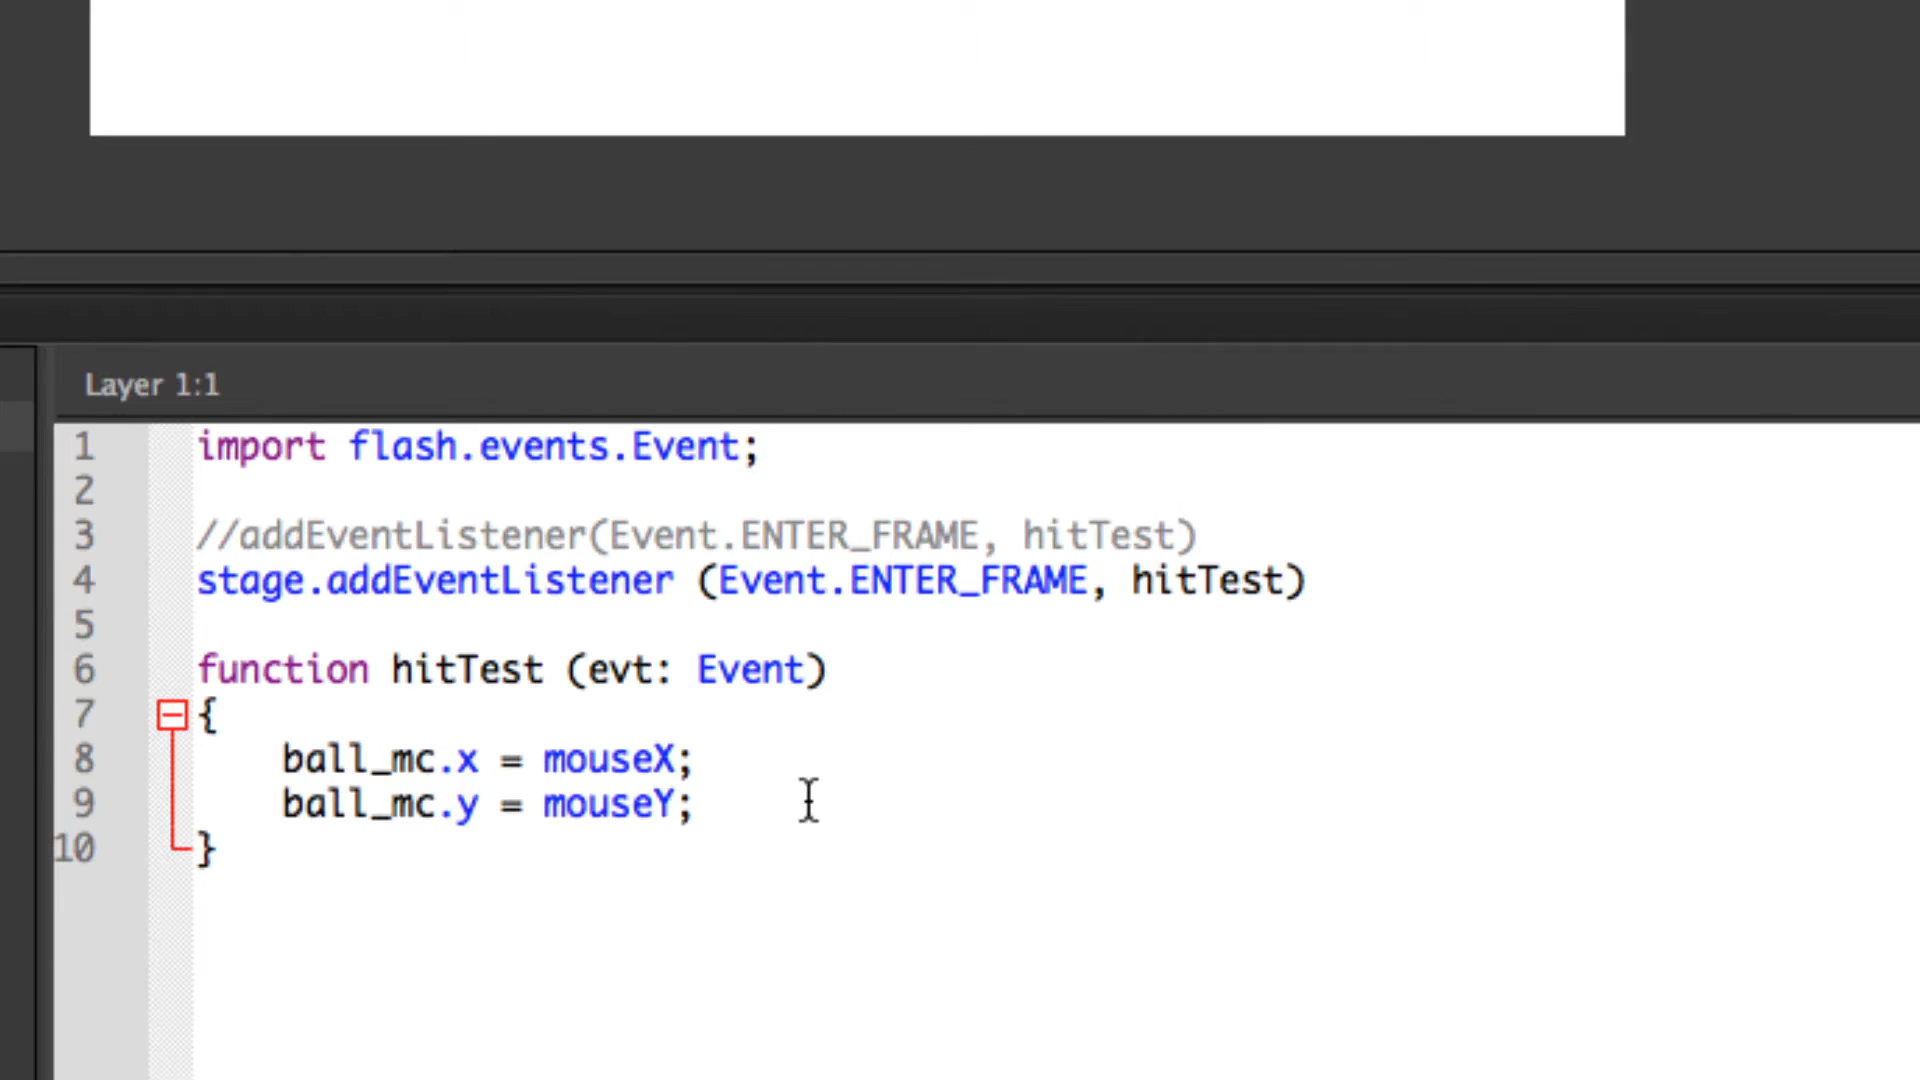 Layer 1:1
1 import flash.events.Event;
2
3 //addEventListener(Event.ENTER_FRAME, hitTest)
4 stage.addEventListener (Event.ENTER_FRAME, hitTest)
5
6 function hitTest (evt: Event)
7 {
8 ball_mc.x = mouseX;
9 ball_mc.y = mouseY;
10 }